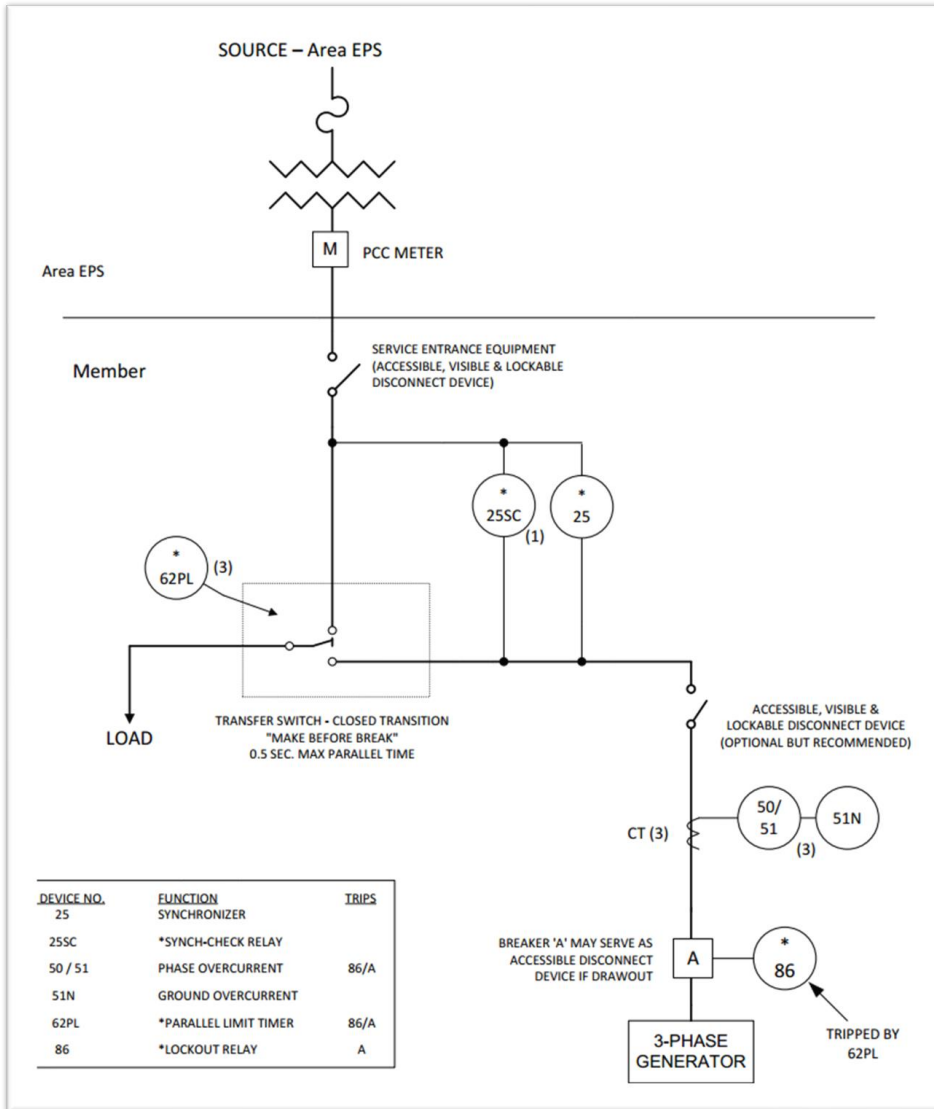 SOURCE – Area EPS
M
PCC METER
Area EPS
Member
SERVICE ENTRANCE EQUIPMENT
(ACCESSIBLE, VISIBLE & LOCKABLE
DISCONNECT DEVICE)
*
25SC
(1)
*
25
*
62PL
(3)
LOAD
TRANSFER SWITCH - CLOSED TRANSITION
"MAKE BEFORE BREAK"
0.5 SEC. MAX PARALLEL TIME
ACCESSIBLE, VISIBLE &
LOCKABLE DISCONNECT DEVICE
(OPTIONAL BUT RECOMMENDED)
CT (3)
50/
51
(3)
51N
BREAKER 'A' MAY SERVE AS
ACCESSIBLE DISCONNECT
DEVICE IF DRAWOUT
A
*
86
TRIPPED BY
62PL
3-PHASE
GENERATOR
DEVICE NO. FUNCTION TRIPS
25 SYNCHRONIZER
25SC *SYNCH-CHECK RELAY
50 / 51 PHASE OVERCURRENT 86/A
51N GROUND OVERCURRENT
62PL *PARALLEL LIMIT TIMER 86/A
86 *LOCKOUT RELAY A